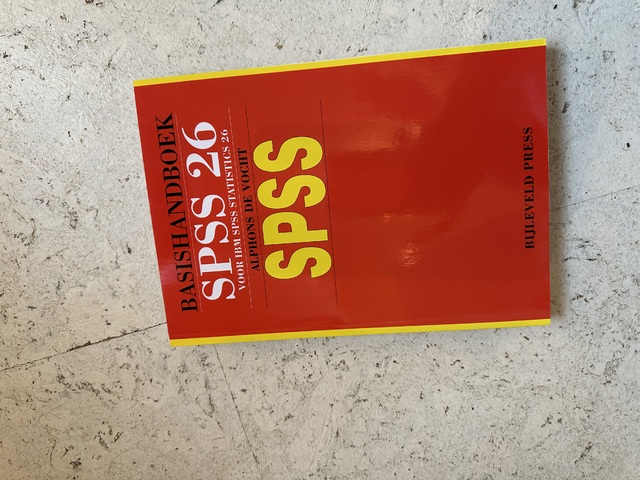 BASISHANDBOEK
SPSS 26
VOOR IBM SPSS STATISTICS 26
ALPHONS DE VOCHT
SPSS
BIJLEVELD PRESS